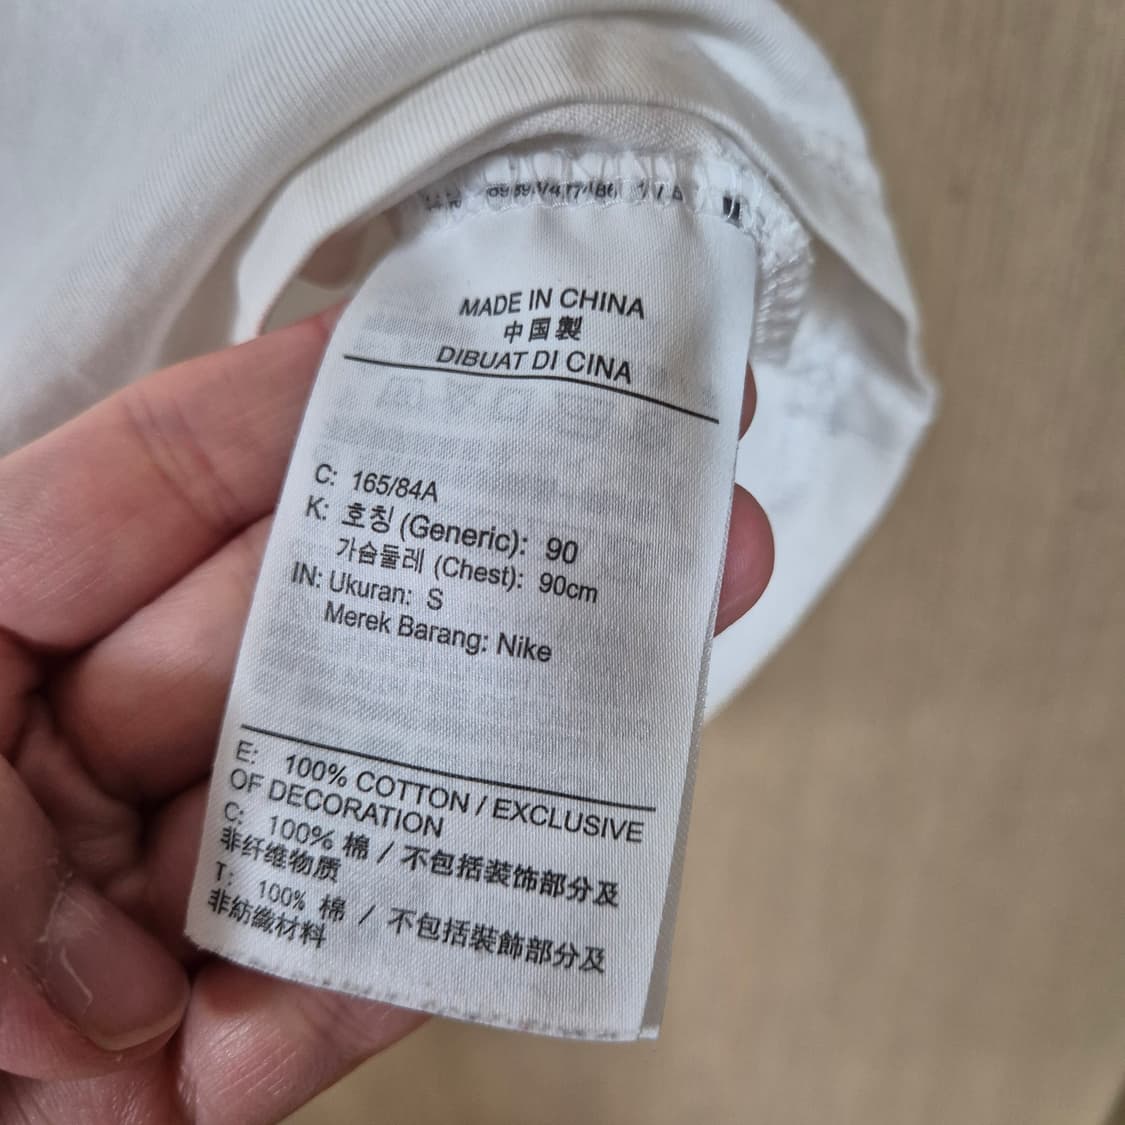 MADE IN CHINA
中国製
DIBUAT DI CINA
C: 165/84A
K: 호칭 (Generic): 90
가슴둘레 (Chest): 90cm
IN: Ukuran: S
Merek Barang: Nike
E: 100% COTTON / EXCLUSIVE
OF DECORATION
C: 100% 棉 / 不包括装饰部分及
非纤维物质
T: 100% 棉 / 不包括裝飾部分及
非紡織材料